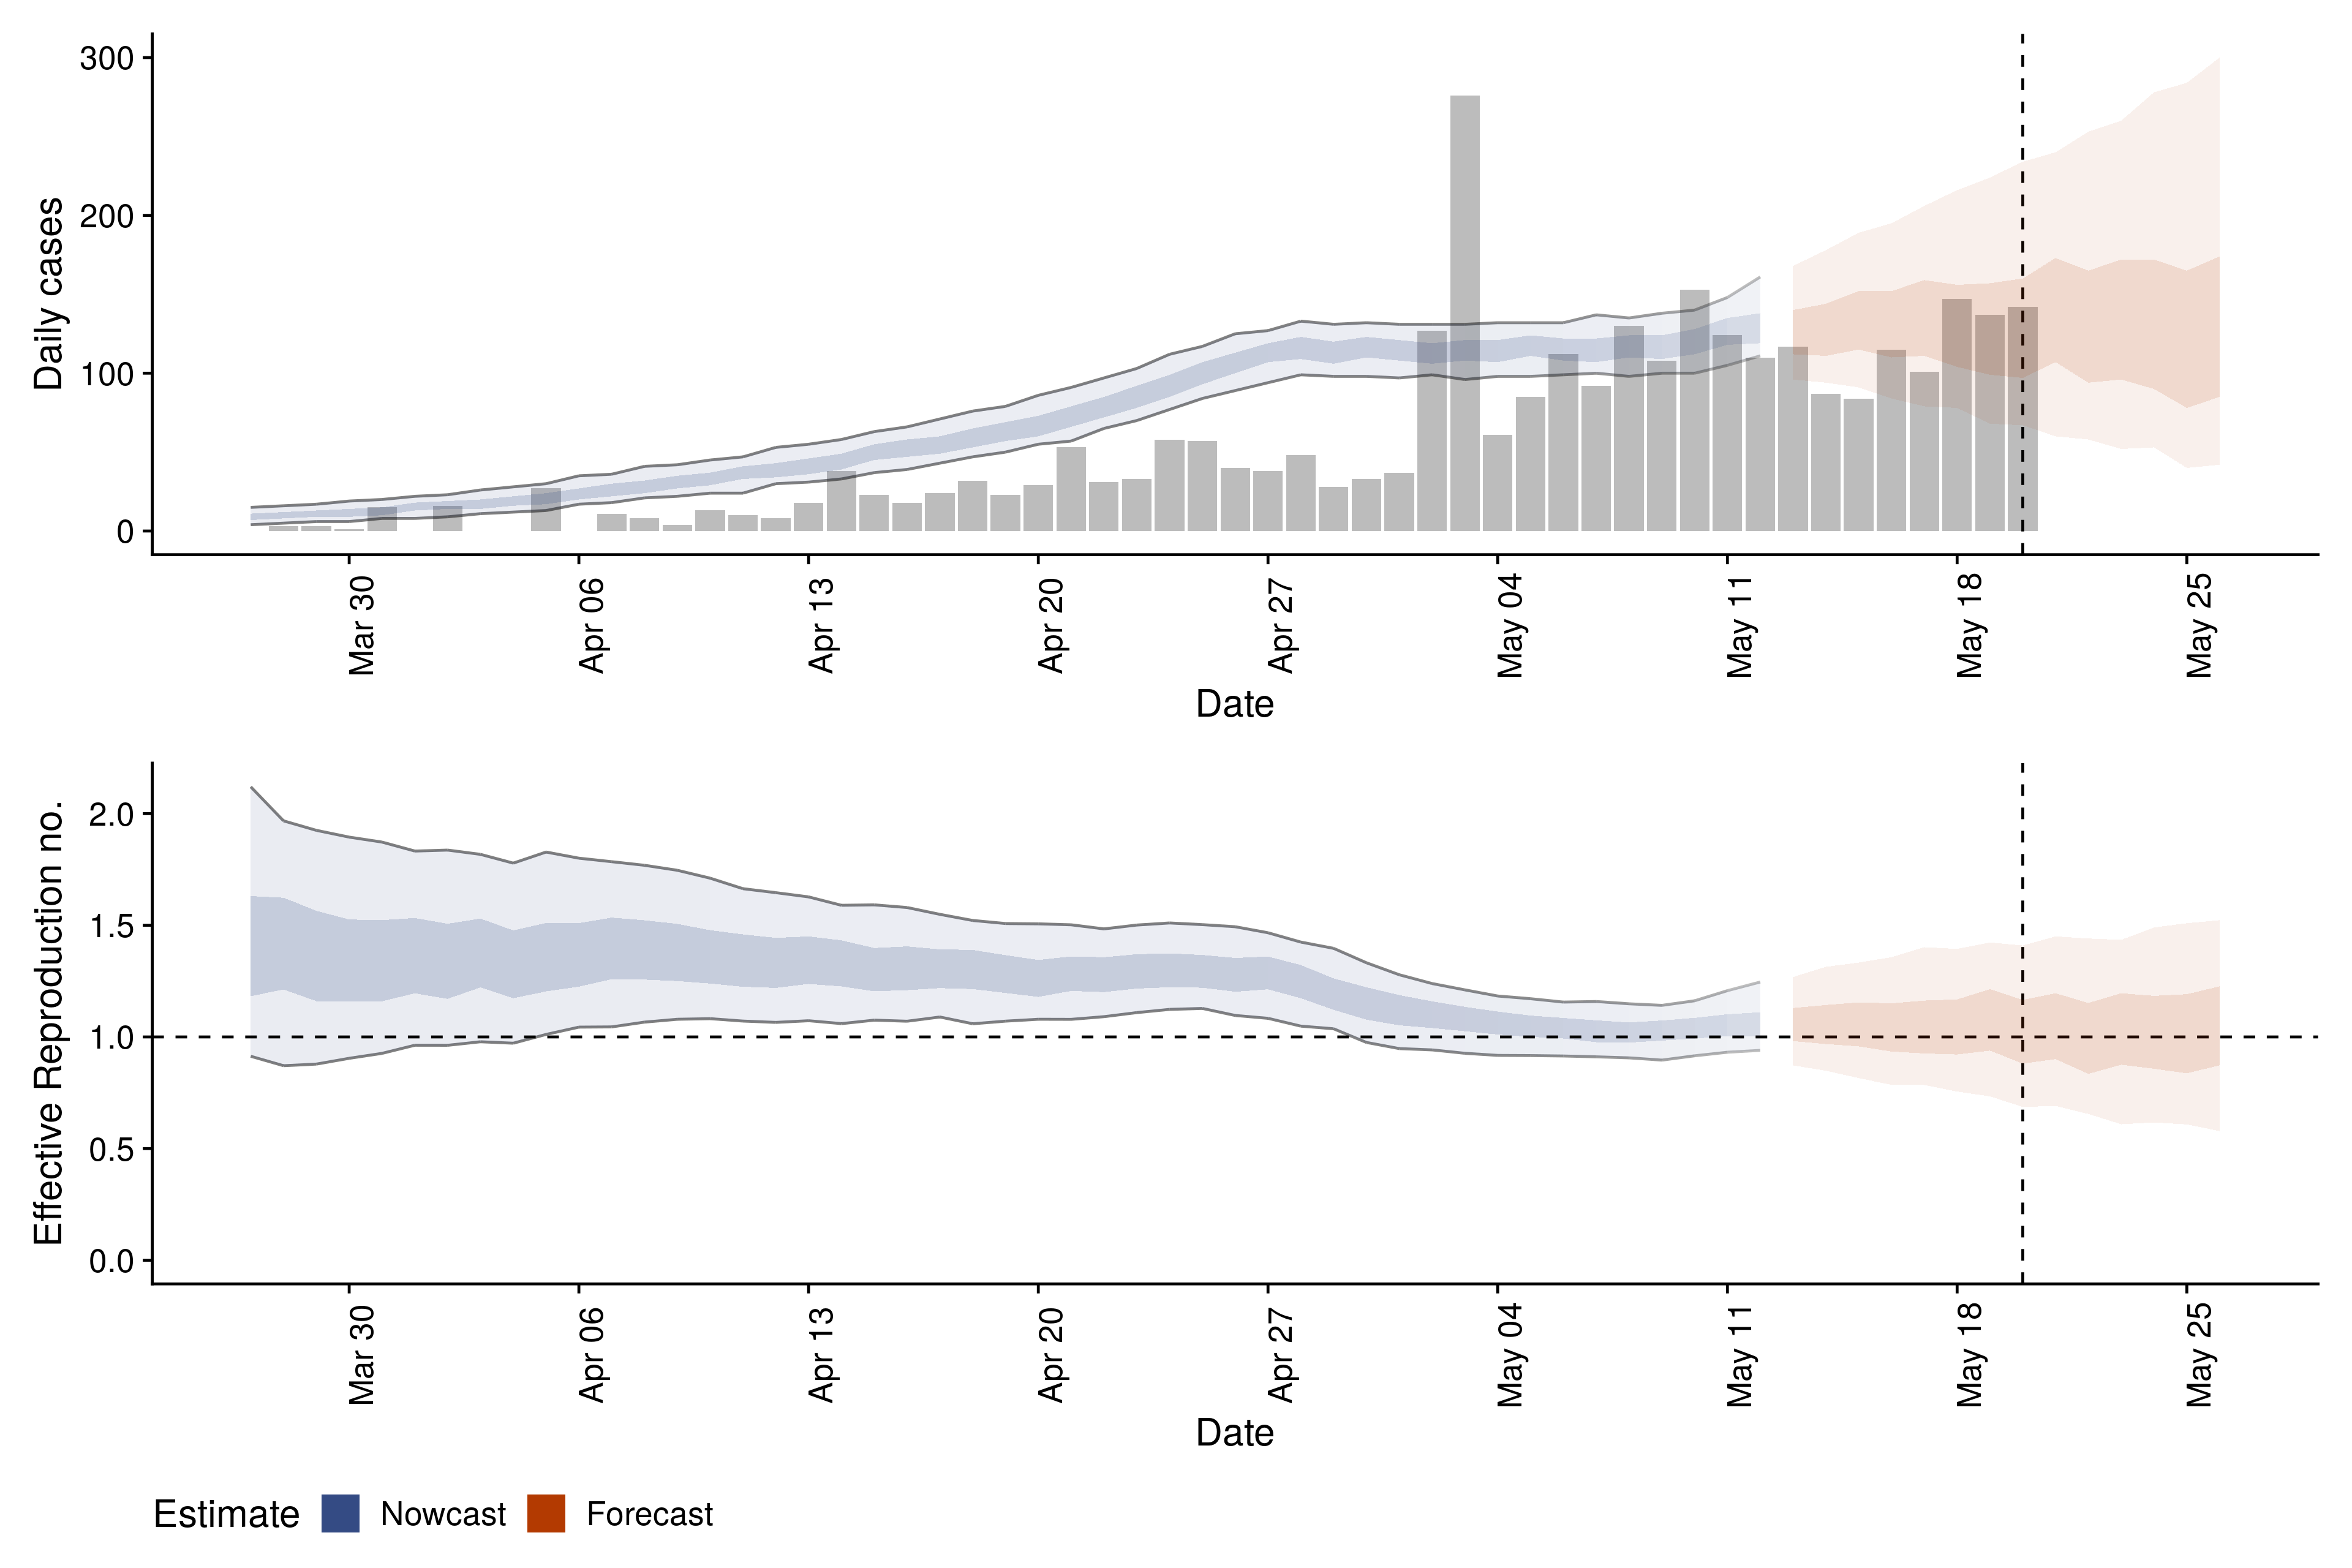 Daily cases
300
200
100
0
Mar 30
Apr 06
Apr 13
Apr 20
Apr 27
May 04
May 11
May 18
May 25
Date
Effective Reproduction no.
2.0
1.5
1.0
0.5
0.0
Mar 30
Apr 06
Apr 13
Apr 20
Apr 27
May 04
May 11
May 18
May 25
Date
Estimate Nowcast Forecast